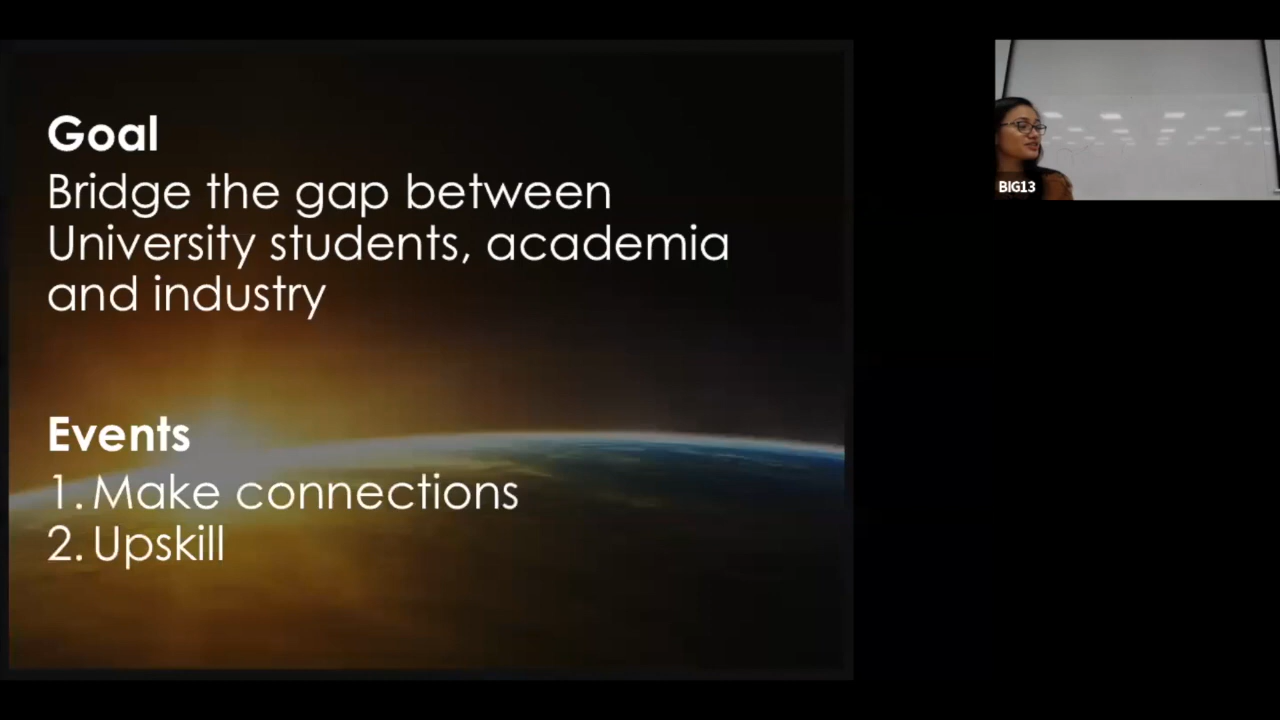 Goal
Bridge the gap between
University students, academia
and industry
Events
1. Make connections
2. Upskill
BIG13